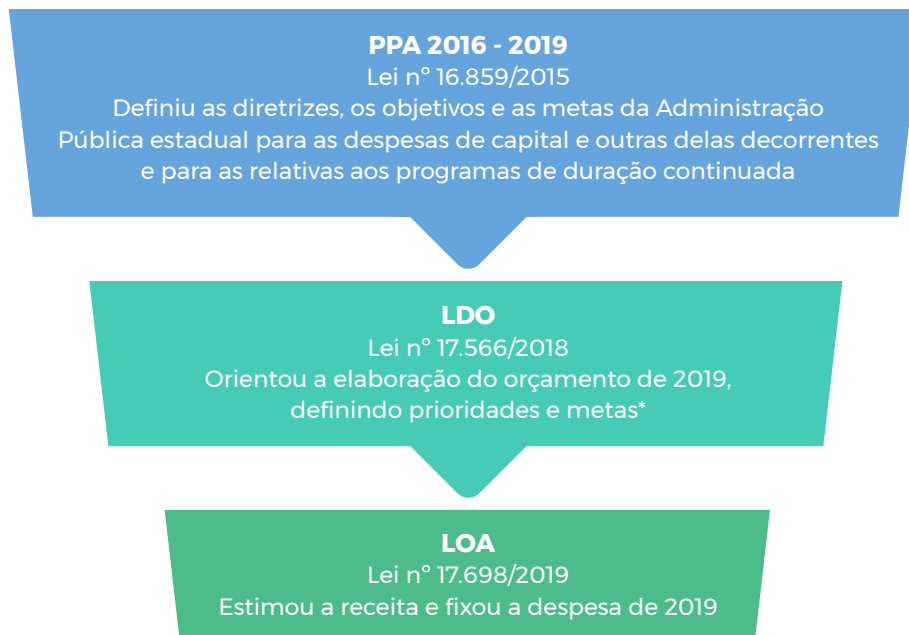 PPA 2016 - 2019
Lei nº 16.859/2015
Definiu as diretrizes, os objetivos e as metas da Administração
Pública estadual para as despesas de capital e outras delas decorrentes
e para as relativas aos programas de duração continuada
LDO
Lei nº 17.566/2018
Orientou a elaboração do orçamento de 2019,
definindo prioridades e metas*
LOA
Lei nº 17.698/2019
Estimou a receita e fixou a despesa de 2019